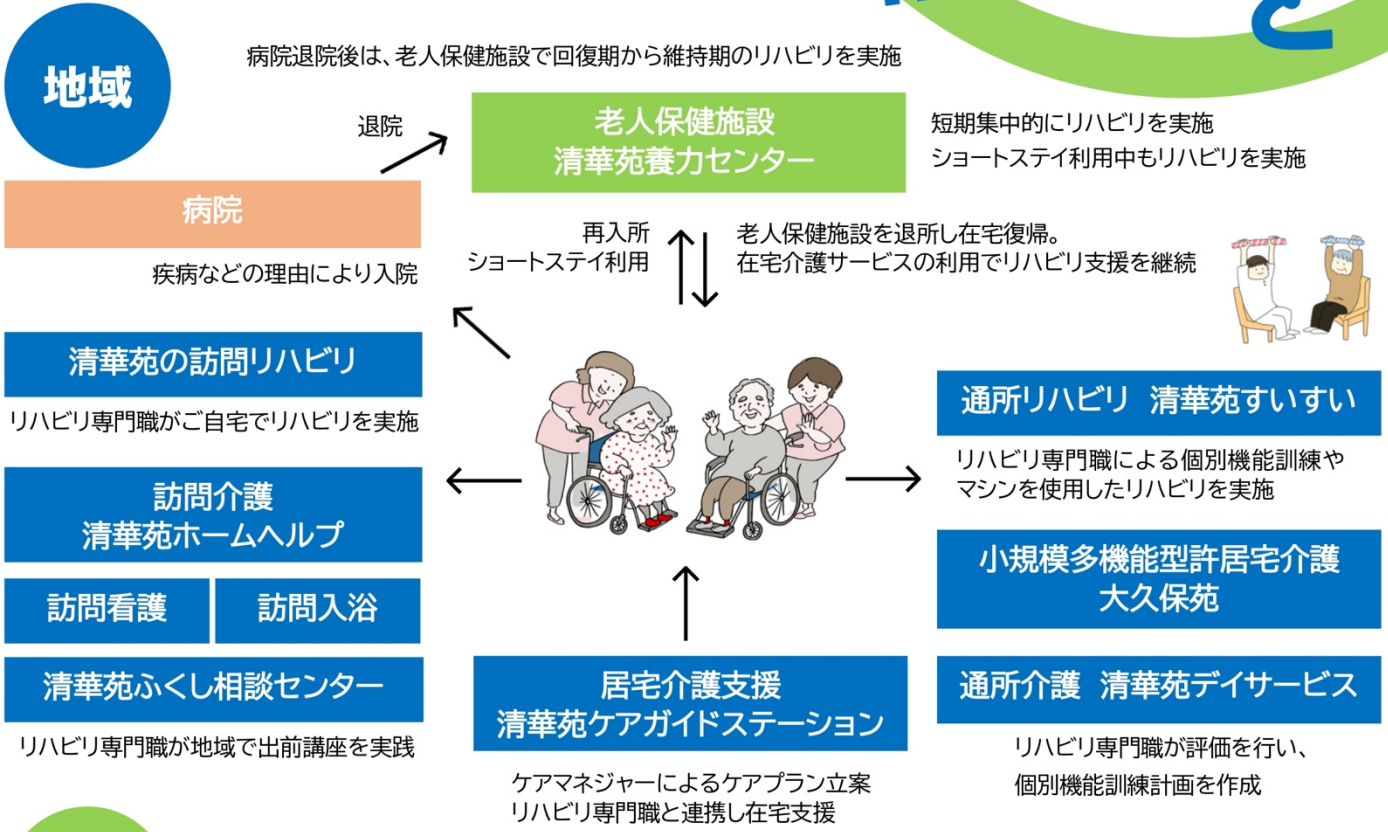 地域
病院退院後は、老人保健施設で回復期から維持期のリハビリを実施
退院
老人保健施設
清華苑養力センター
短期集中的にリハビリを実施
ショートステイ利用中もリハビリを実施
病院
疾病などの理由により入院
再入所
ショートステイ利用
老人保健施設を退所し在宅復帰。
在宅介護サービスの利用でリハビリ支援を継続
清華苑の訪問リハビリ
リハビリ専門職がご自宅でリハビリを実施
訪問介護
清華苑ホームヘルプ
訪問看護
訪問入浴
清華苑ふくし相談センター
リハビリ専門職が地域で出前講座を実践
居宅介護支援
清華苑ケアガイドステーション
ケアマネジャーによるケアプラン立案
リハビリ専門職と連携し在宅支援
通所リハビリ 清華苑すいすい
リハビリ専門職による個別機能訓練や
マシンを使用したリハビリを実施
小規模多機能型許居宅介護
大久保苑
通所介護 清華苑デイサービス
リハビリ専門職が評価を行い、
個別機能訓練計画を作成